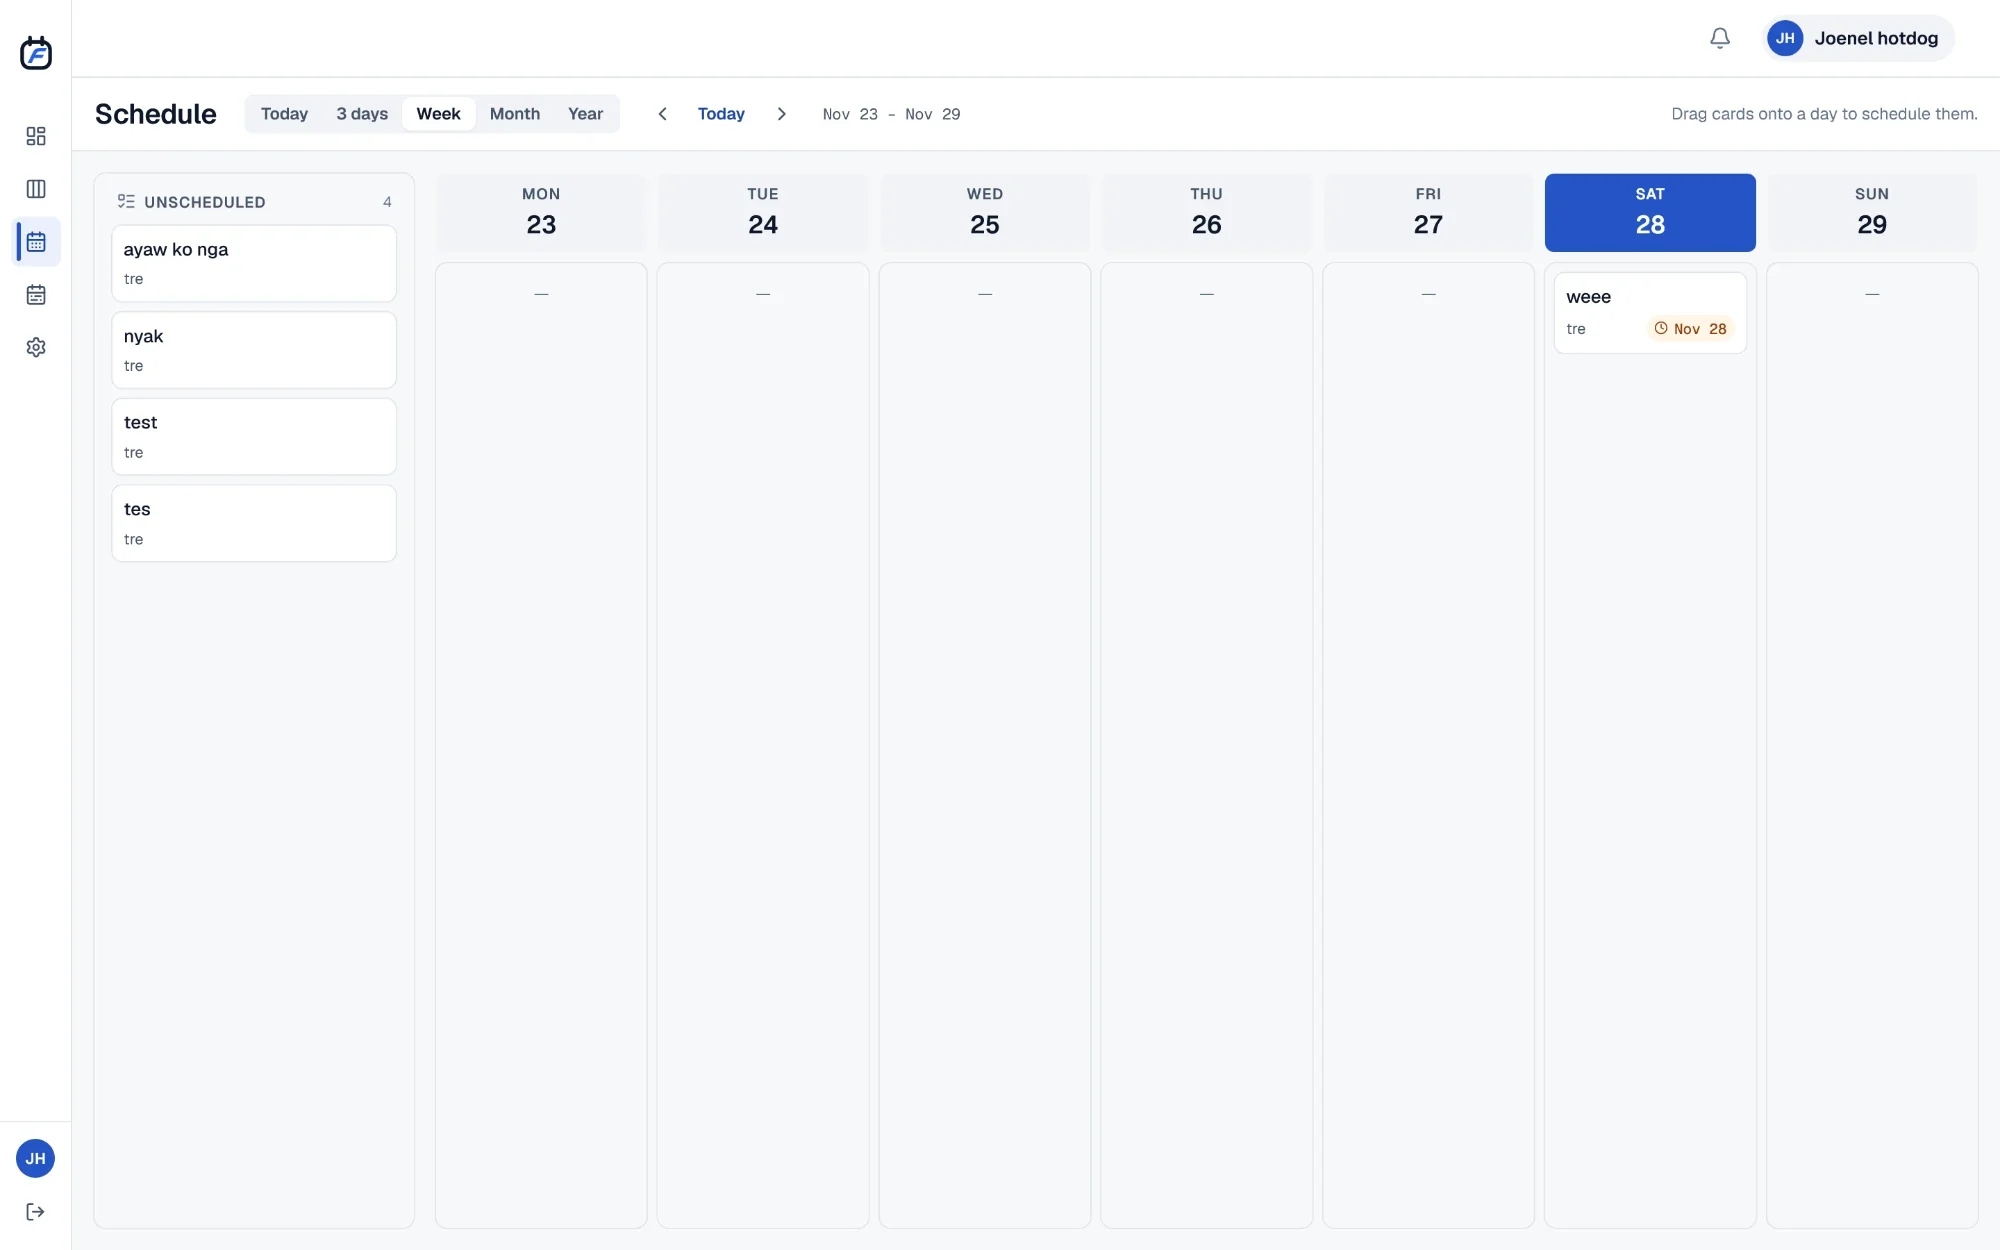 JH Joenel hotdog
Schedule Today 3 days Week Month Year Today Nov 23 - Nov 29 Drag cards onto a day to schedule them.
UNSCHEDULED 4
ayaw ko nga
tre
nyak
tre
test
tre
tes
tre
MON
23
—
TUE
24
—
WED
25
—
THU
26
—
FRI
27
—
SAT
28
weee
tre Nov 28
SUN
29
—
JH